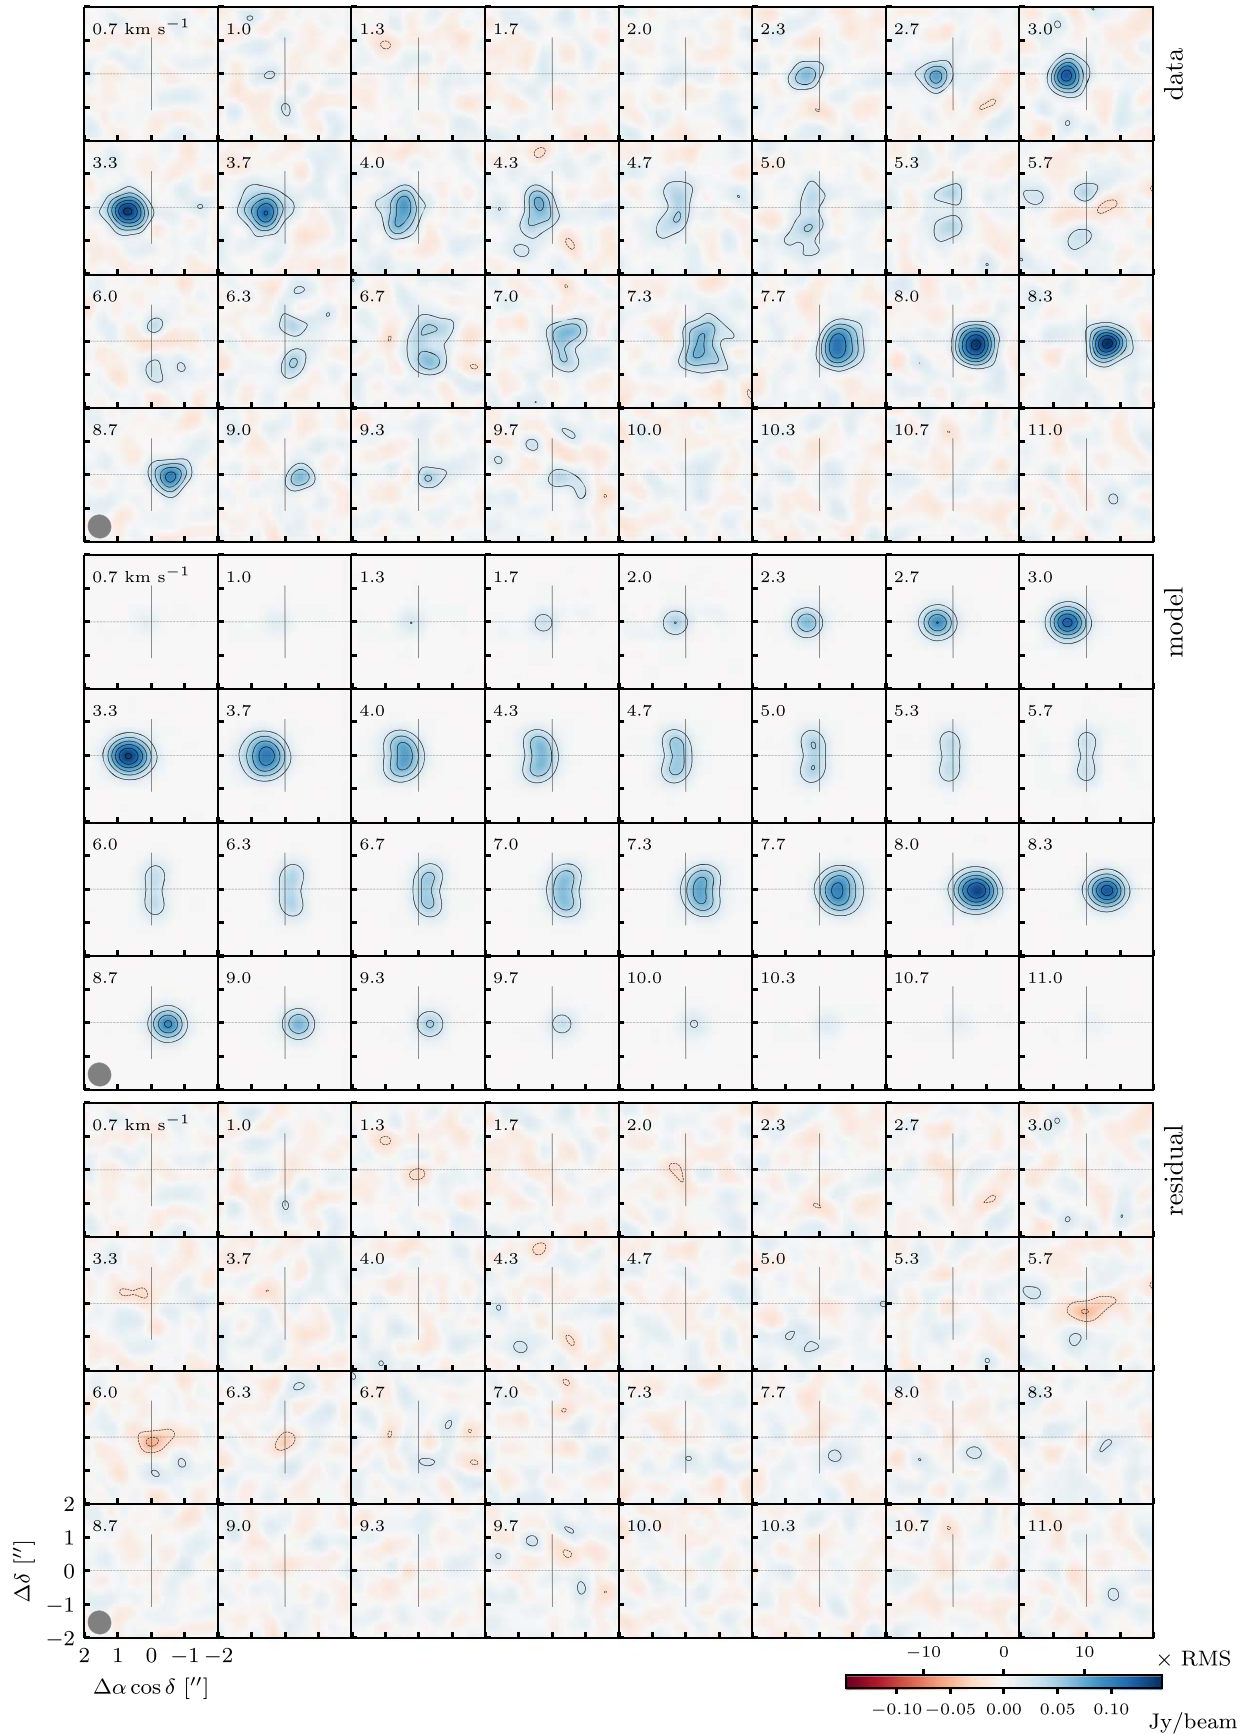 0.7 km s⁻¹ 1.0 1.3 1.7 2.0 2.3 2.7 3.0
data
3.3 3.7 4.0 4.3 4.7 5.0 5.3 5.7
6.0 6.3 6.7 7.0 7.3 7.7 8.0 8.3
8.7 9.0 9.3 9.7 10.0 10.3 10.7 11.0
0.7 km s⁻¹ 1.0 1.3 1.7 2.0 2.3 2.7 3.0
model
3.3 3.7 4.0 4.3 4.7 5.0 5.3 5.7
6.0 6.3 6.7 7.0 7.3 7.7 8.0 8.3
8.7 9.0 9.3 9.7 10.0 10.3 10.7 11.0
0.7 km s⁻¹ 1.0 1.3 1.7 2.0 2.3 2.7 3.0
residual
3.3 3.7 4.0 4.3 4.7 5.0 5.3 5.7
6.0 6.3 6.7 7.0 7.3 7.7 8.0 8.3
8.7 9.0 9.3 9.7 10.0 10.3 10.7 11.0
2
1
0
−1
−2
Δδ [″]
2 1 0 −1 −2
Δα cos δ [″]
−10 0 10 × RMS
−0.10 −0.05 0.00 0.05 0.10
Jy/beam